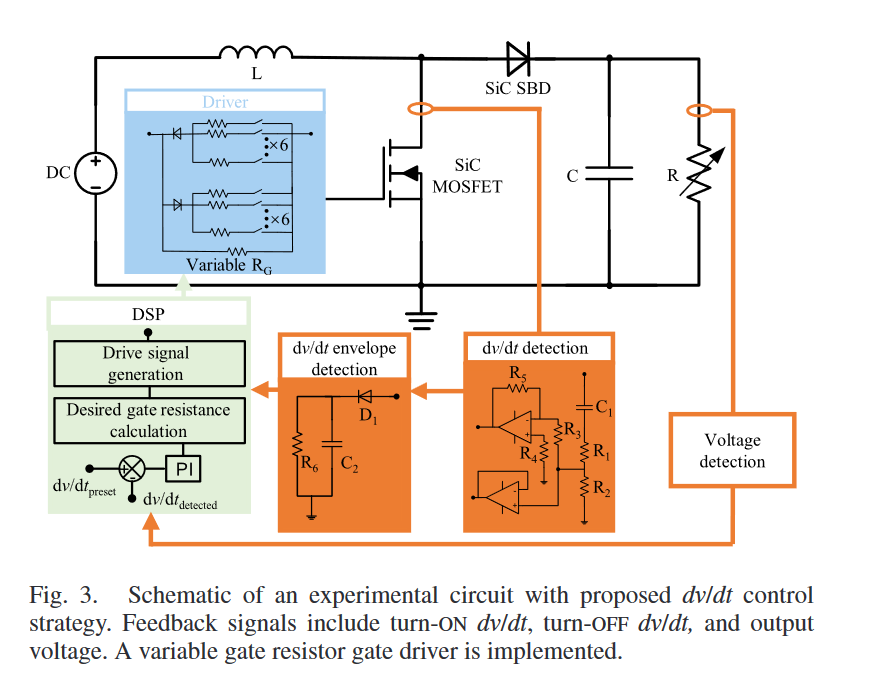 L
SiC SBD
Driver
×6
×6
Variable R_G
DC
SiC
MOSFET
C
R
DSP
Drive signal
generation
Desired gate resistance
calculation
PI
dv/dt_preset
dv/dt_detected
dv/dt envelope
detection
D_1
R_6
C_2
dv/dt detection
R_5
C_1
R_3
R_4
R_1
R_2
Voltage
detection
Fig. 3. Schematic of an experimental circuit with proposed dv/dt control
strategy. Feedback signals include turn-ON dv/dt, turn-OFF dv/dt, and output
voltage. A variable gate resistor gate driver is implemented.